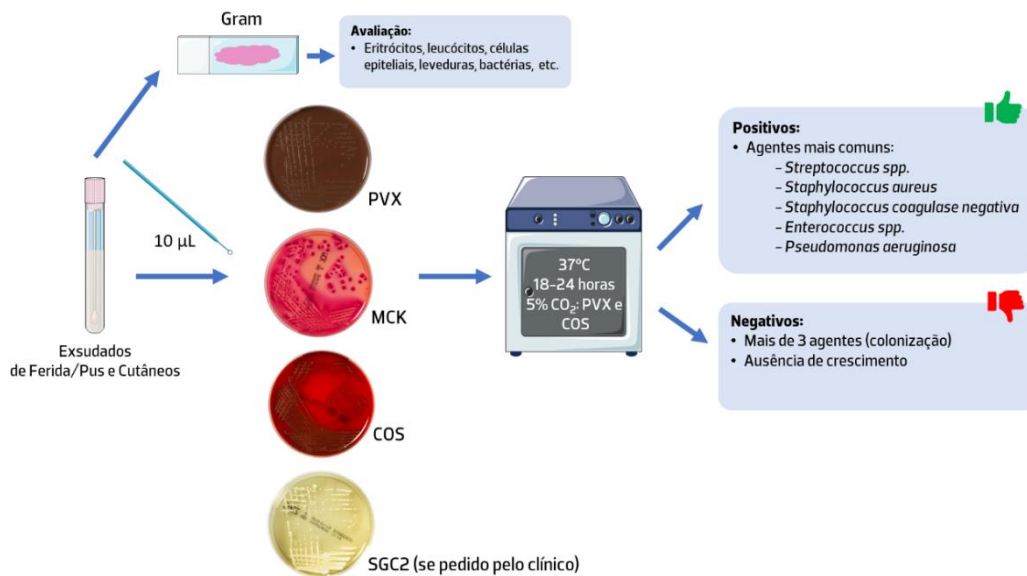 Gram
Avaliação:
• Eritrócitos, leucócitos, células
epiteliais, leveduras, bactérias, etc.
10 µL
Exsudados
de Ferida/Pus e Cutâneos
PVX
MCK
COS
SGC2 (se pedido pelo clínico)
37ºC
18-24 horas
5% CO₂: PVX e
COS
Positivos:
• Agentes mais comuns:
- Streptococcus spp.
- Staphylococcus aureus
- Staphylococcus coagulase negativa
- Enterococcus spp.
- Pseudomonas aeruginosa
Negativos:
• Mais de 3 agentes (colonização)
• Ausência de crescimento